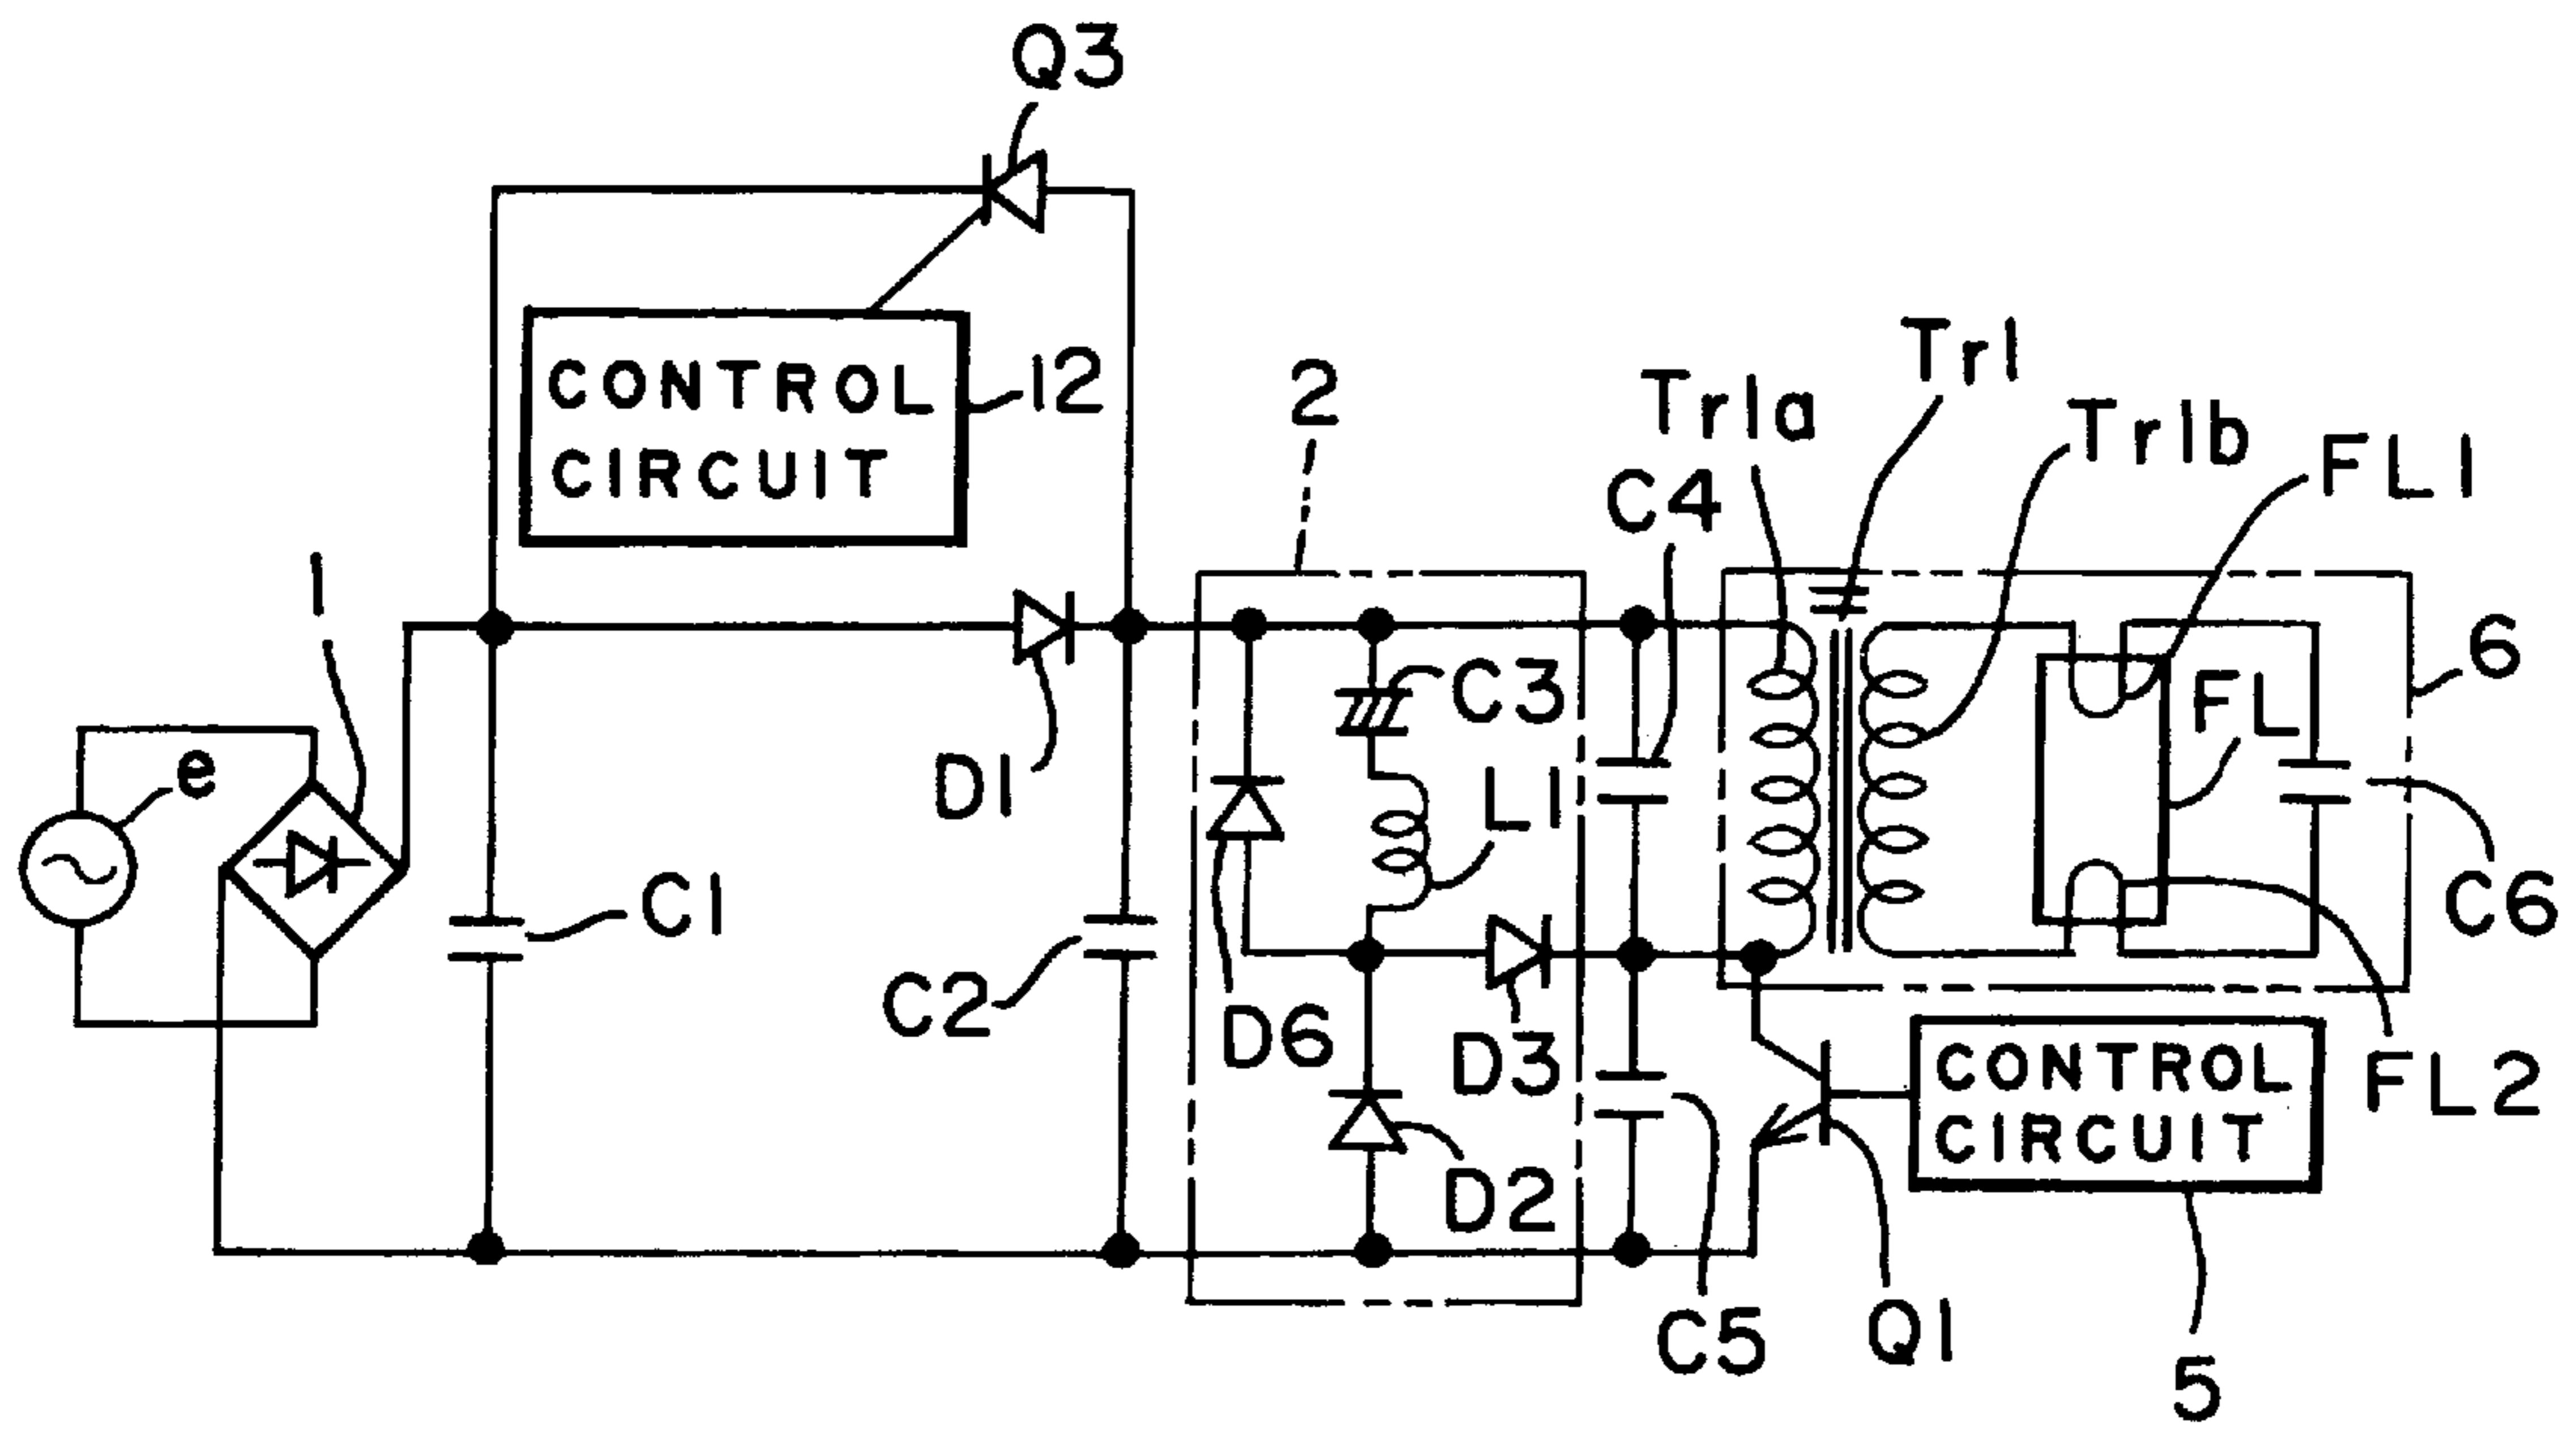 Q3
CONTROL
CIRCUIT
12
2
Tr1
Tr1a
Tr1b
C4
FL1
1
e
D1
C3
L1
FL
6
C1
C2
D6
D3
D2
C6
FL2
CONTROL
CIRCUIT
C5
Q1
5